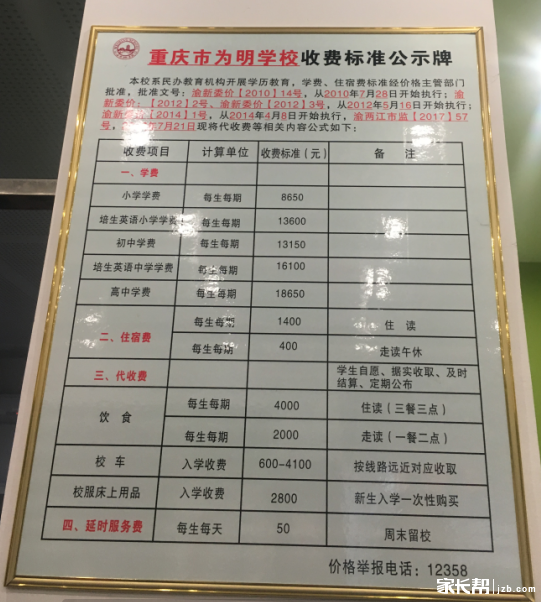 重庆市为明学校收费标准公示牌
本校系民办教育机构开展学历教育，学费、住宿费标准经价格主管部门
批准，批准文号：渝新委价【2010】14号，从2010年7月28日开始执行；渝
新委价：【2012】2号、渝新委价【2012】3号，从2012年5月16日开始执行；
渝新委价【2014】1号，从2014年4月8日开始执行，渝两江市监【2017】57
号，年7月21日现将代收费等相关内容公式如下：
收费项目 计算单位 收费标准（元） 备 注
一、学费
小学学费 每生每期 8650
培生英语小学学费 每生每期 13600
初中学费 每生每期 13150
培生英语中学学费 每生每期 16100
高中学费 每生每期 18650
二、住宿费 每生每期 1400 住 读
每生每期 400 走读午休
三、代收费 学生自愿、据实收取、及时
结算、定期公布
饮 食 每生每期 4000 住读（三餐三点）
每生每期 2000 走读（一餐二点）
校 车 入学收费 600-4100 按线路远近对应收取
校服床上用品 入学收费 2800 新生入学一次性购买
四、延时服务费 每生每天 50 周末留校
价格举报电话：12358
家长帮 jzb.com